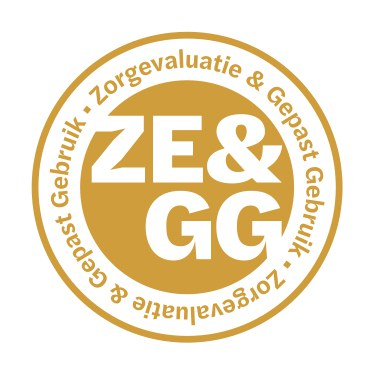 Zorgevaluatie & Gepast Gebruik •
Zorgevaluatie & Gepast Gebruik •
ZE&
GG